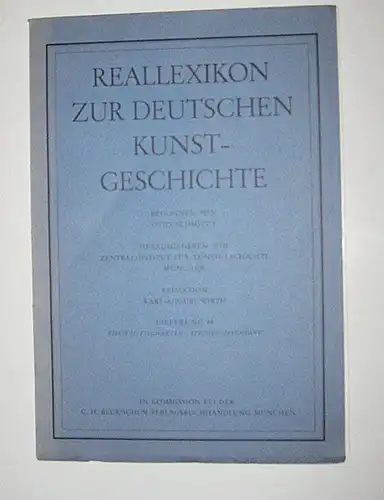 REALLEXIKON
ZUR DEUTSCHEN
KUNST-
GESCHICHTE
BEGONNEN VON
OTTO SCHMITT †
HERAUSGEGEBEN VOM
ZENTRALINSTITUT FÜR KUNSTGESCHICHTE
MÜNCHEN
REDAKTION
KARL-AUGUST WIRTH
LIEFERUNG
IN KOMMISSION BEI DER
C. H. BECK'SCHEN VERLAGSBUCHHANDLUNG MÜNCHEN